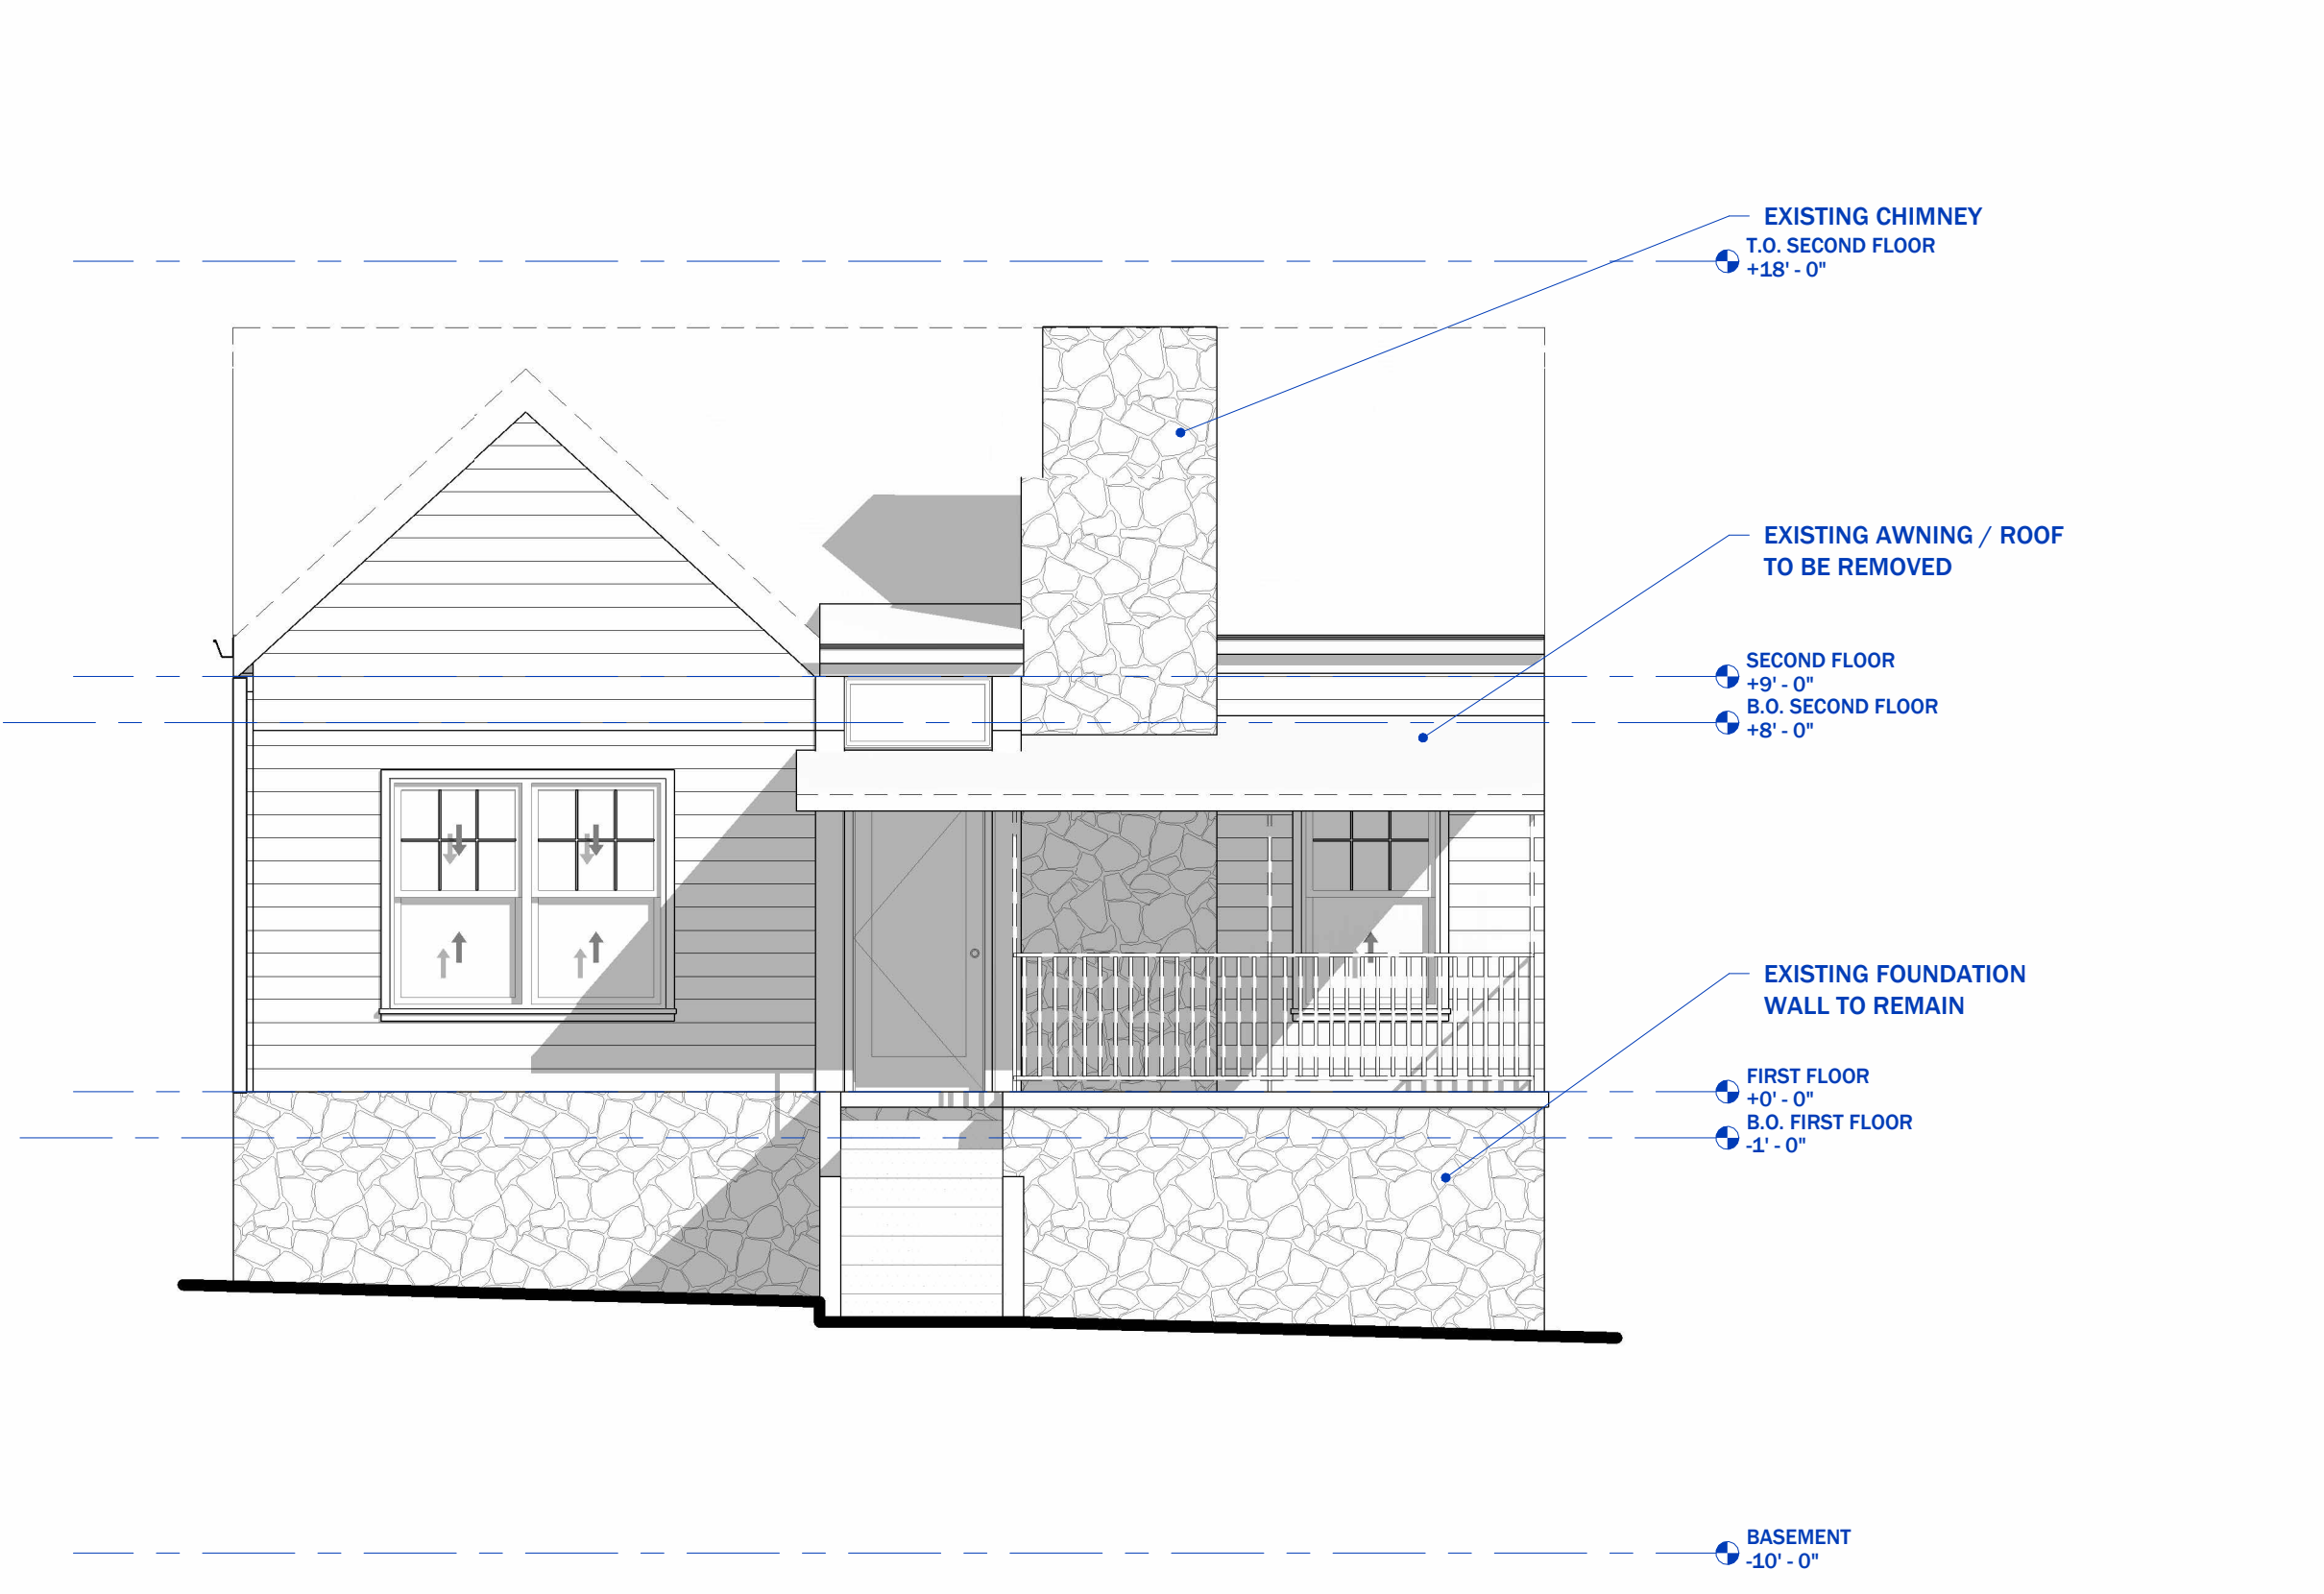 EXISTING CHIMNEY
T.O. SECOND FLOOR
+18' - 0"
EXISTING AWNING / ROOF
TO BE REMOVED
SECOND FLOOR
+9' - 0"
B.O. SECOND FLOOR
+8' - 0"
EXISTING FOUNDATION
WALL TO REMAIN
FIRST FLOOR
+0' - 0"
B.O. FIRST FLOOR
-1' - 0"
BASEMENT
-10' - 0"